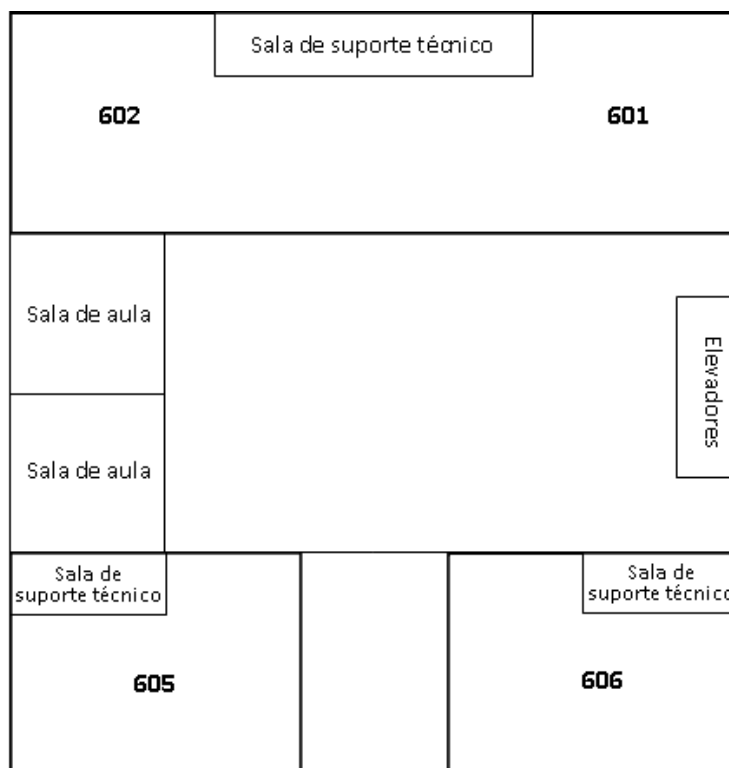 Sala de suporte técnico
602
601
Sala de aula
Elevadores
Sala de aula
Sala de
suporte técnico
Sala de
suporte técnico
605
606